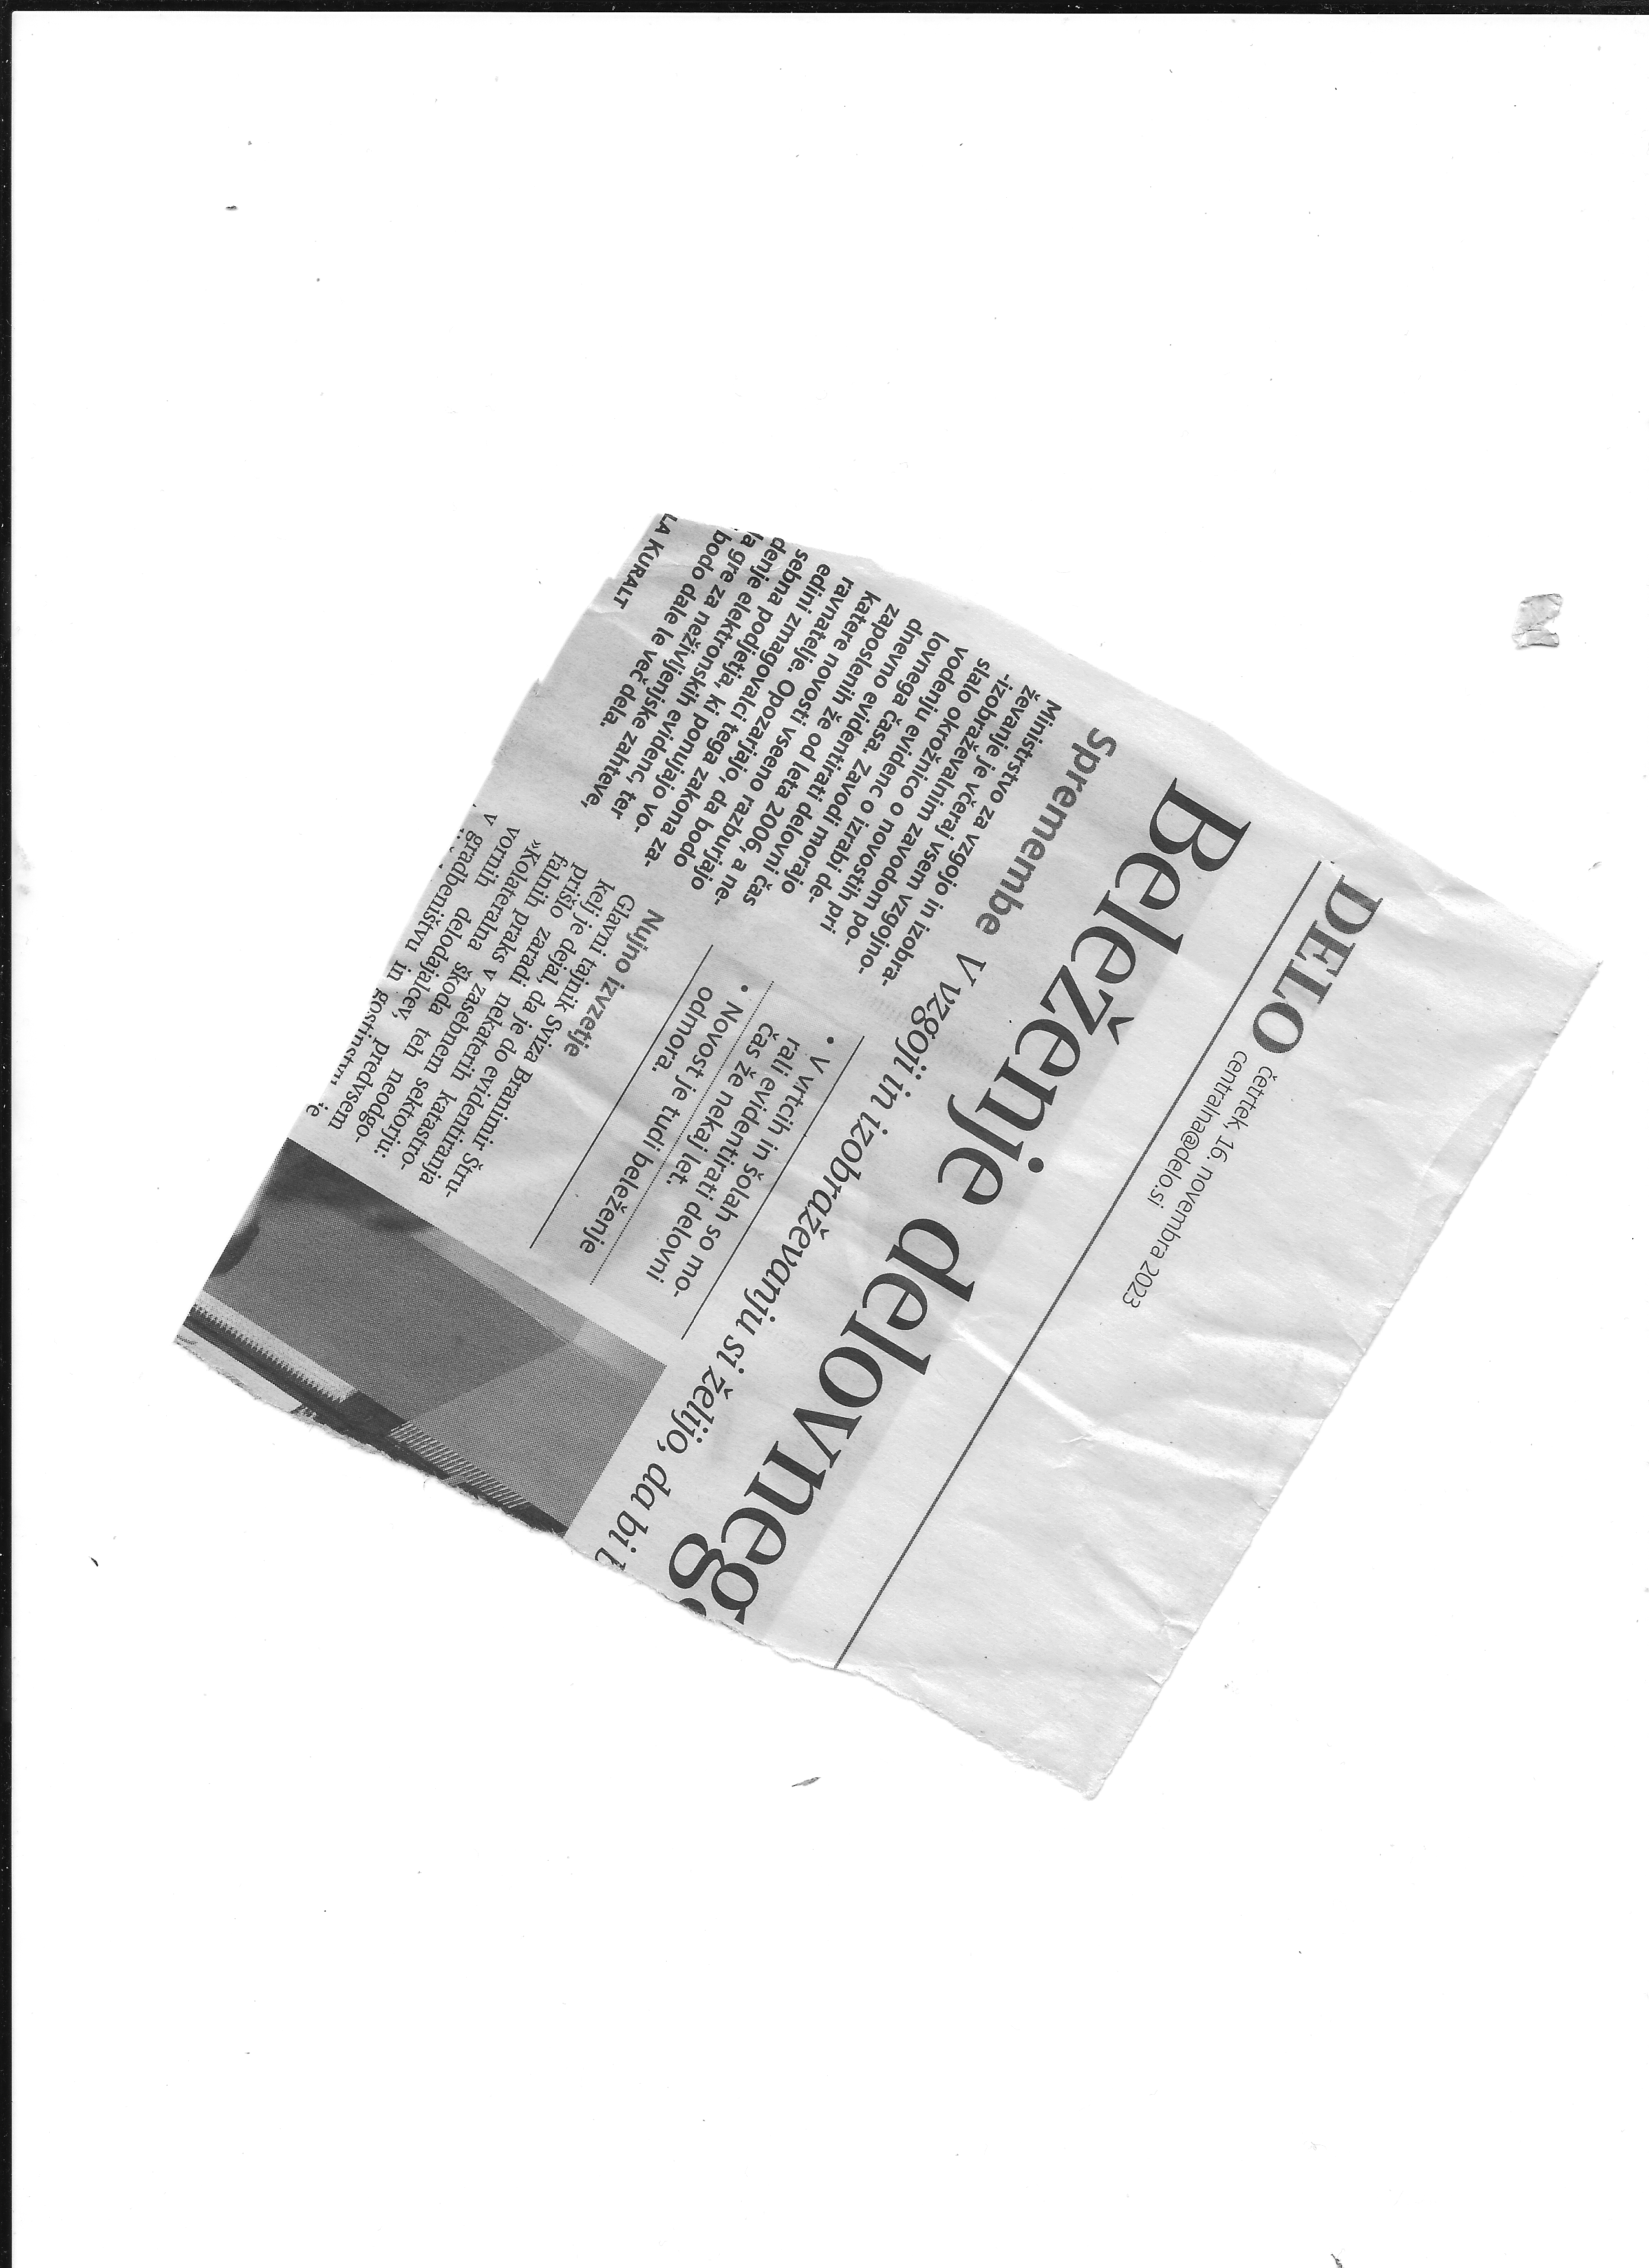 DELO
četrtek, 16. novembra 2023
centralna@delo.si
Beleženje delovneg
Spremembe V vzgoji in izobraževanju si želijo, da bi
Ministrstvo za vzgojo in izobra-
ževanje je včeraj vsem vzgojno-
-izobraževalnim zavodom po-
slalo okrožnico o novostih pri
vodenju evidenc o izrabi de-
lovnega časa. Zavodi morajo
dnevno evidentirati delovni čas
zaposlenih že od leta 2006, a ne-
katere novosti vseeno razburjajo
ravnatelje. Opozarjajo, da bodo
edini zmagovalci tega zakona za-
sebna podjetja, ki ponujajo vo-
denje elektronskih evidenc, ter
da gre za neživljenjske zahteve,
bodo dale le več dela.
LA KURALT
• V vrtcih in šolah so mo-
rali evidentirati delovni
čas že nekaj let.
• Novost je tudi beleženje
odmora.
Nujno izvzetje
Glavni tajnik Sviza Branimir Štru-
kelj je dejal, da je do evidentiranja
prišlo zaradi nekaterih katastro-
falnih praks v zasebnem sektorju:
»Kolateralna škoda teh neodgo-
vornih delodajalcev, predvsem
v gradbeništvu in gostinstvu